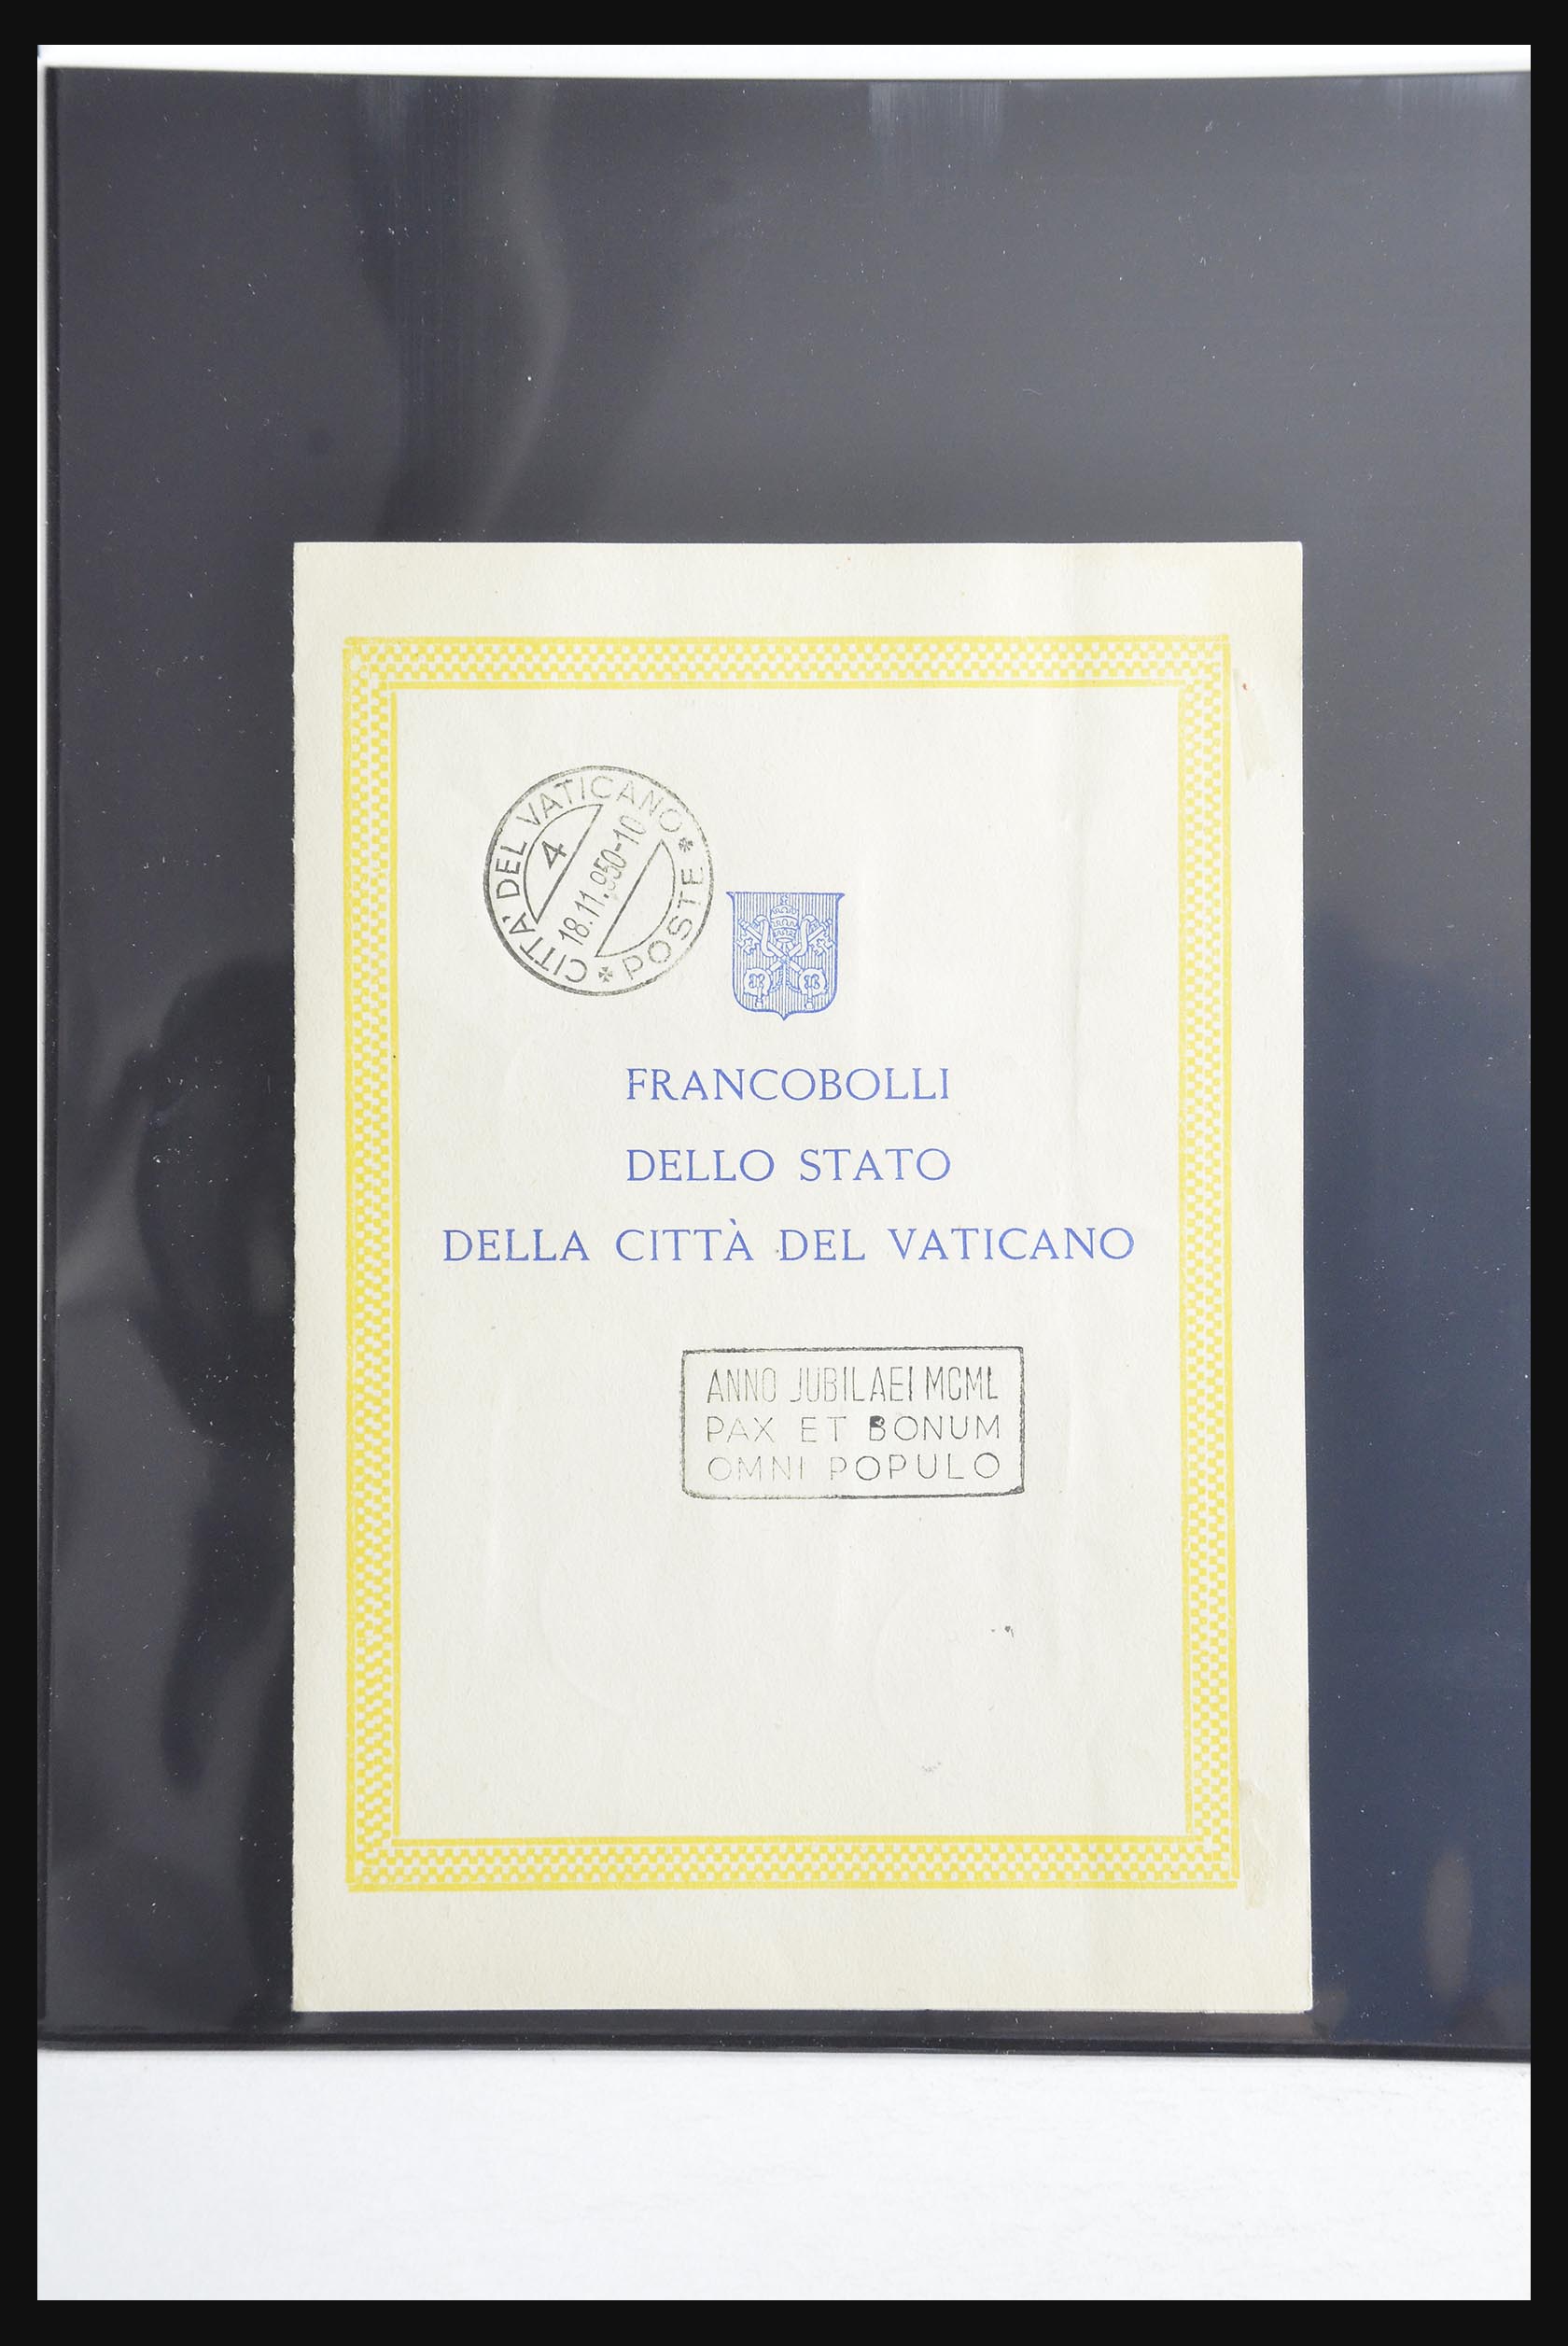 CITTÀ DEL VATICANO
4
18.11.950-10
* POSTE *
FRANCOBOLLI
DELLO STATO
DELLA CITTÀ DEL VATICANO
ANNO JUBILAEI MCML
PAX ET BONUM
OMNI POPULO